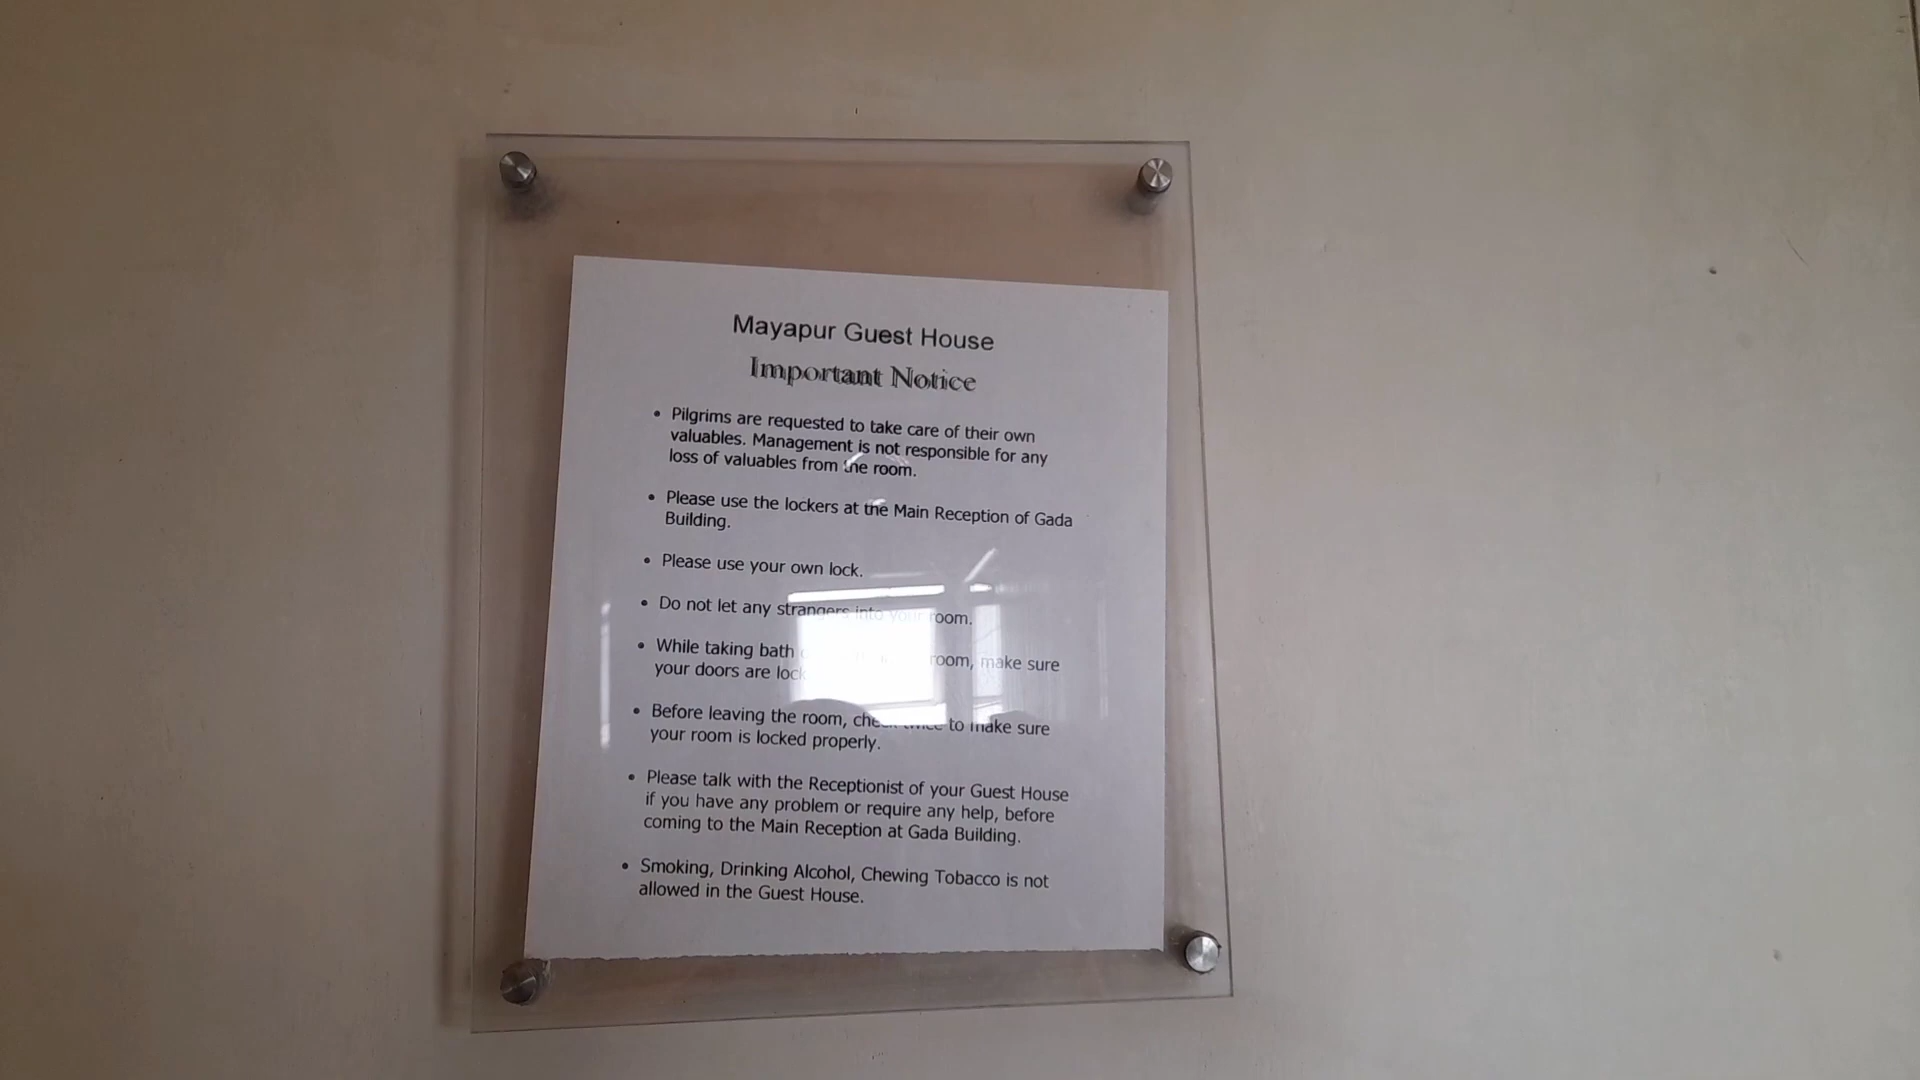 Mayapur Guest House
Important Notice
• Pilgrims are requested to take care of their own
valuables. Management is not responsible for any
loss of valuables from the room.
• Please use the lockers at the Main Reception of Gada
Building.
• Please use your own lock.
• Do not let any strangers into your room.
• While taking bath room, make sure
your doors are
• Before leaving the room, check twice to make sure
your room is locked properly.
• Please talk with the Receptionist of your Guest House
if you have any problem or require any help, before
coming to the Main Reception at Gada Building.
• Smoking, Drinking Alcohol, Chewing Tobacco is not
allowed in the Guest House.